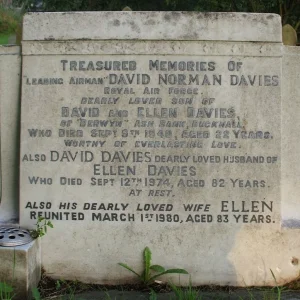 Treasured Memories of
Leading Airman David Norman Davies
Royal Air Force.
Dearly Loved Son of
David and Ellen Davies,
of "Berwyn" Ash Bank, Bucknall.
Who Died Sept 9th 1948, Aged 22 Years.
Worthy of Everlasting Love.
Also David Davies Dearly Loved Husband of
Ellen Davies
Who Died Sept 12th 1974, Aged 82 Years.
At Rest.
Also His Dearly Loved Wife Ellen
Reunited March 1st 1980, Aged 83 Years.